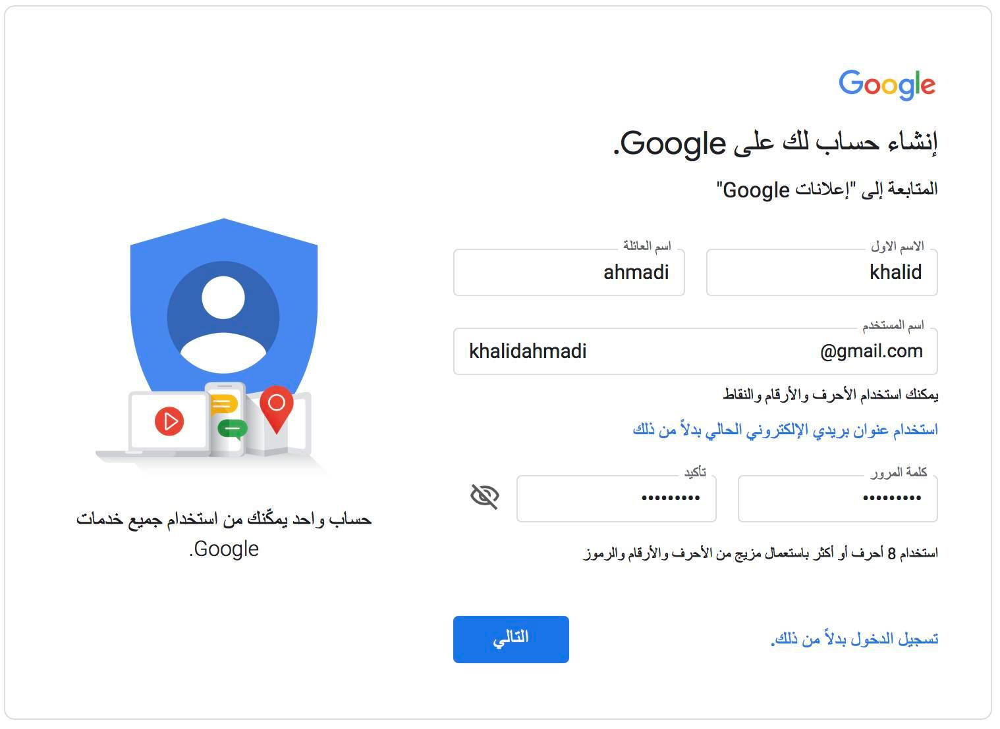 Google
إنشاء حساب لك على Google.
المتابعة إلى "إعلانات Google"
الاسم الاول
khalid
اسم العائلة
ahmadi
اسم المستخدم
khalidahmadi
@gmail.com
يمكنك استخدام الأحرف والأرقام والنقاط
استخدام عنوان بريدي الإلكتروني الحالي بدلاً من ذلك
كلمة المرور
•••••••••
تأكيد
•••••••••
استخدام 8 أحرف أو أكثر باستعمال مزيج من الأحرف والأرقام والرموز
تسجيل الدخول بدلاً من ذلك.
التالي
حساب واحد يمكّنك من استخدام جميع خدمات
Google.